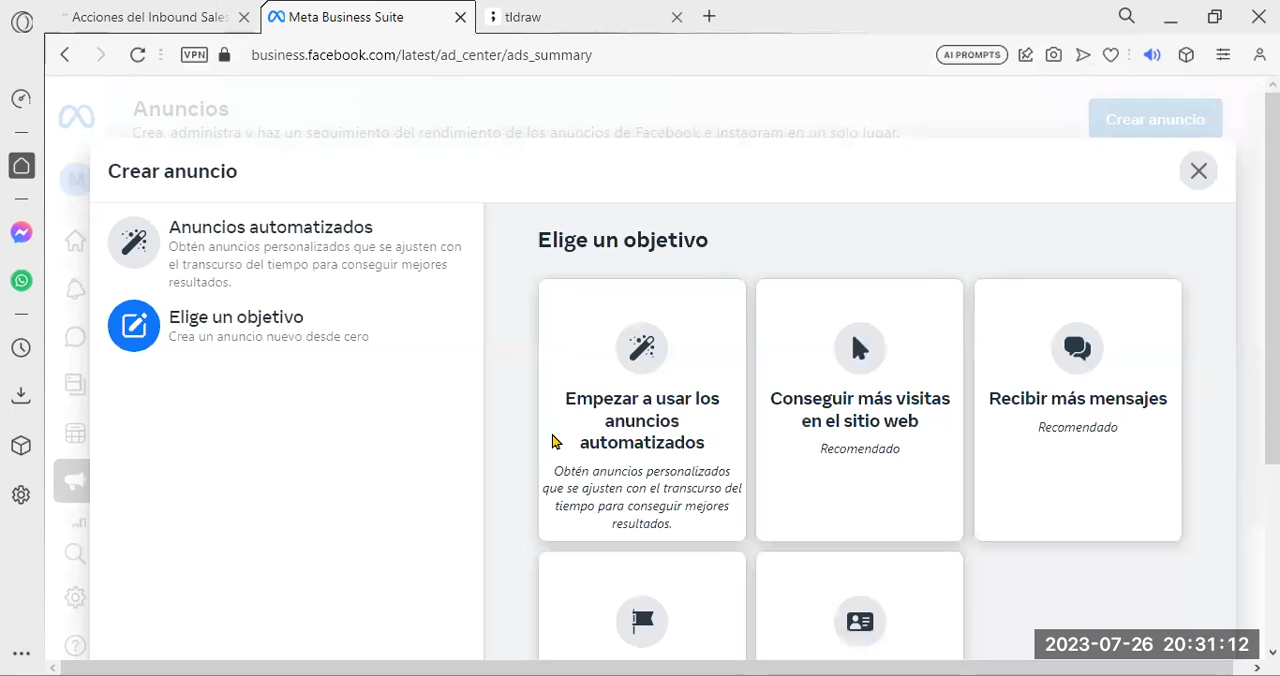 Acciones del Inbound Sales
Meta Business Suite
tldraw
VPN
business.facebook.com/latest/ad_center/ads_summary
AI PROMPTS
Anuncios
Crea, administra y haz un seguimiento del rendimiento de los anuncios de Facebook e instagram en un solo lugar.
Crear anuncio
Crear anuncio
Anuncios automatizados
Obtén anuncios personalizados que se ajusten con
el transcurso del tiempo para conseguir mejores
resultados.
Elige un objetivo
Crea un anuncio nuevo desde cero
Elige un objetivo
Empezar a usar los
anuncios
automatizados
Obtén anuncios personalizados
que se ajusten con el transcurso del
tiempo para conseguir mejores
resultados.
Conseguir más visitas
en el sitio web
Recomendado
Recibir más mensajes
Recomendado
2023-07-26 20:31:12